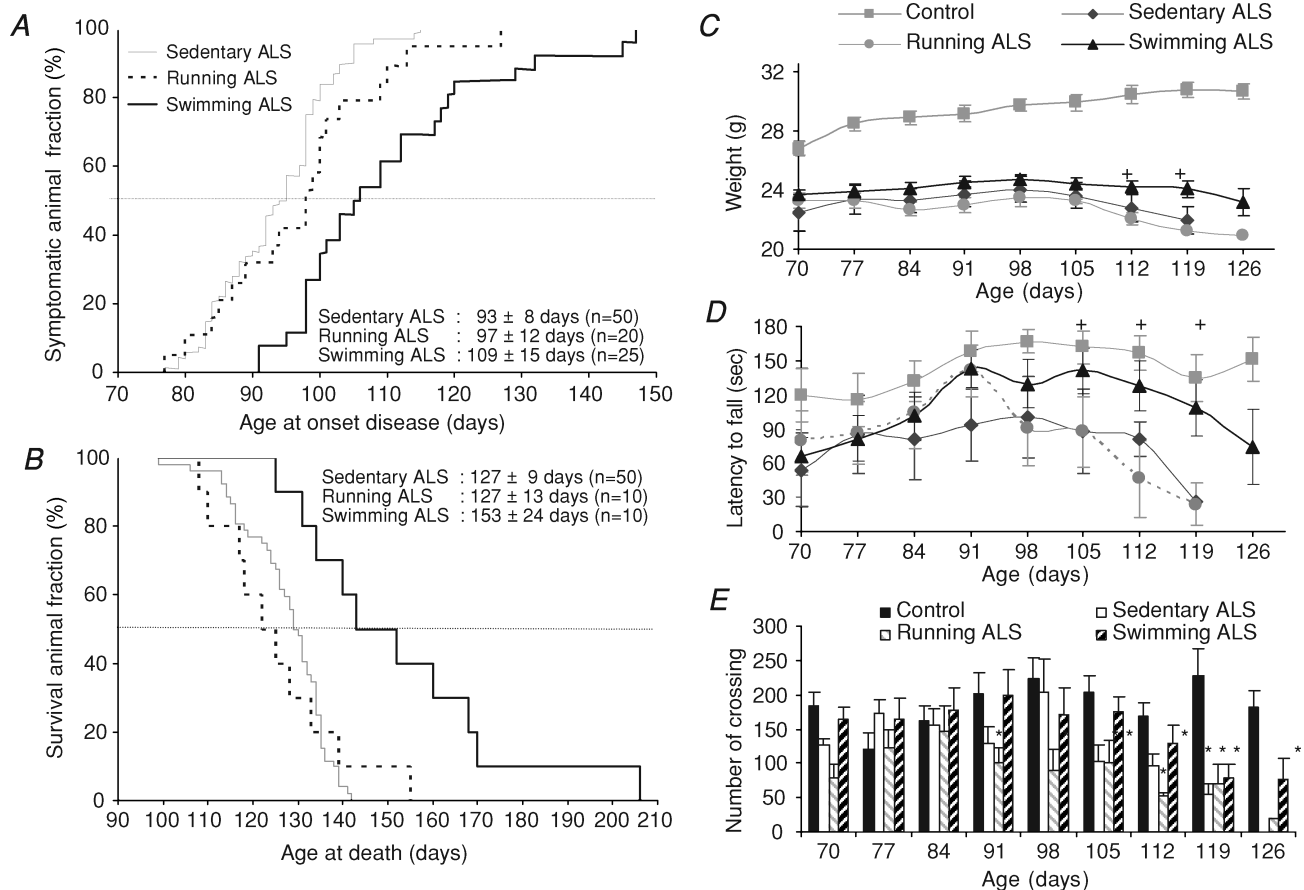 A
Symptomatic animal fraction (%)
100
80
60
40
20
0
Sedentary ALS
Running ALS
Swimming ALS
Sedentary ALS : 93 ± 8 days (n=50)
Running ALS : 97 ± 12 days (n=20)
Swimming ALS : 109 ± 15 days (n=25)
70 80 90 100 110 120 130 140 150
Age at onset disease (days)
B
Survival animal fraction (%)
100
80
60
40
20
0
Sedentary ALS : 127 ± 9 days (n=50)
Running ALS : 127 ± 13 days (n=10)
Swimming ALS : 153 ± 24 days (n=10)
90 100 110 120 130 140 150 160 170 180 190 200 210
Age at death (days)
C
Control Sedentary ALS
Running ALS Swimming ALS
Weight (g)
32
28
24
20
+ +
70 77 84 91 98 105 112 119 126
Age (days)
D
Latency to fall (sec)
180
150
120
90
60
30
0
+ + +
70 77 84 91 98 105 112 119 126
Age (days)
E
Control Sedentary ALS
Running ALS Swimming ALS
Number of crossing
300
250
200
150
100
50
0
* * * * * * * * *
70 77 84 91 98 105 112 119 126
Age (days)